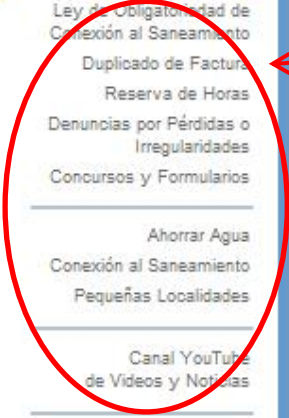 Ley de Obligatoriedad de
Conexión al Saneamiento
Duplicado de Factura
Reserva de Horas
Denuncias por Pérdidas o
Irregularidades
Concursos y Formularios
Ahorrar Agua
Conexión al Saneamiento
Pequeñas Localidades
Canal YouTube
de Videos y Noticias